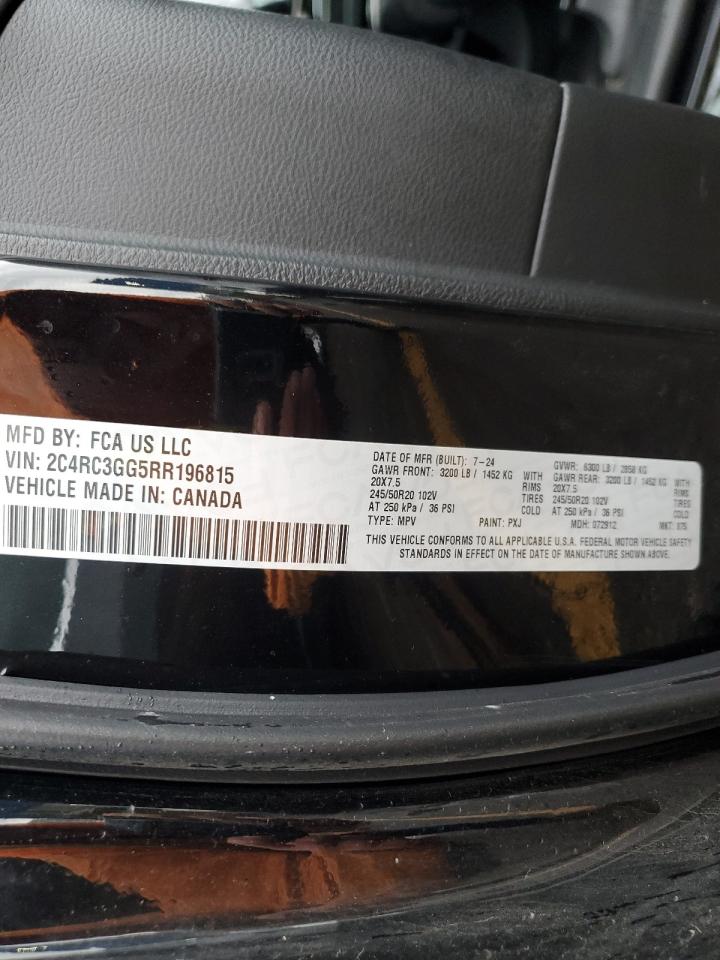 MFD BY: FCA US LLC
VIN: 2C4RC3GG5RR196815
VEHICLE MADE IN: CANADA
DATE OF MFR (BUILT): 7-24
GAWR FRONT: 3200 LB / 1452 KG WITH
20X7.5 RIMS
245/50R20 102V TIRES
AT 250 kPa / 36 PSI COLD
TYPE: MPV PAINT: PXJ
GVWR: 6300 LB / 2858 KG
GAWR REAR: 3200 LB / 1452 KG WITH
20X7.5 RIMS
245/50R20 102V TIRES
AT 250 kPa / 36 PSI COLD
MDH: 072912 MKT: 875
THIS VEHICLE CONFORMS TO ALL APPLICABLE U.S.A. FEDERAL MOTOR VEHICLE SAFETY
STANDARDS IN EFFECT ON THE DATE OF MANUFACTURE SHOWN ABOVE.